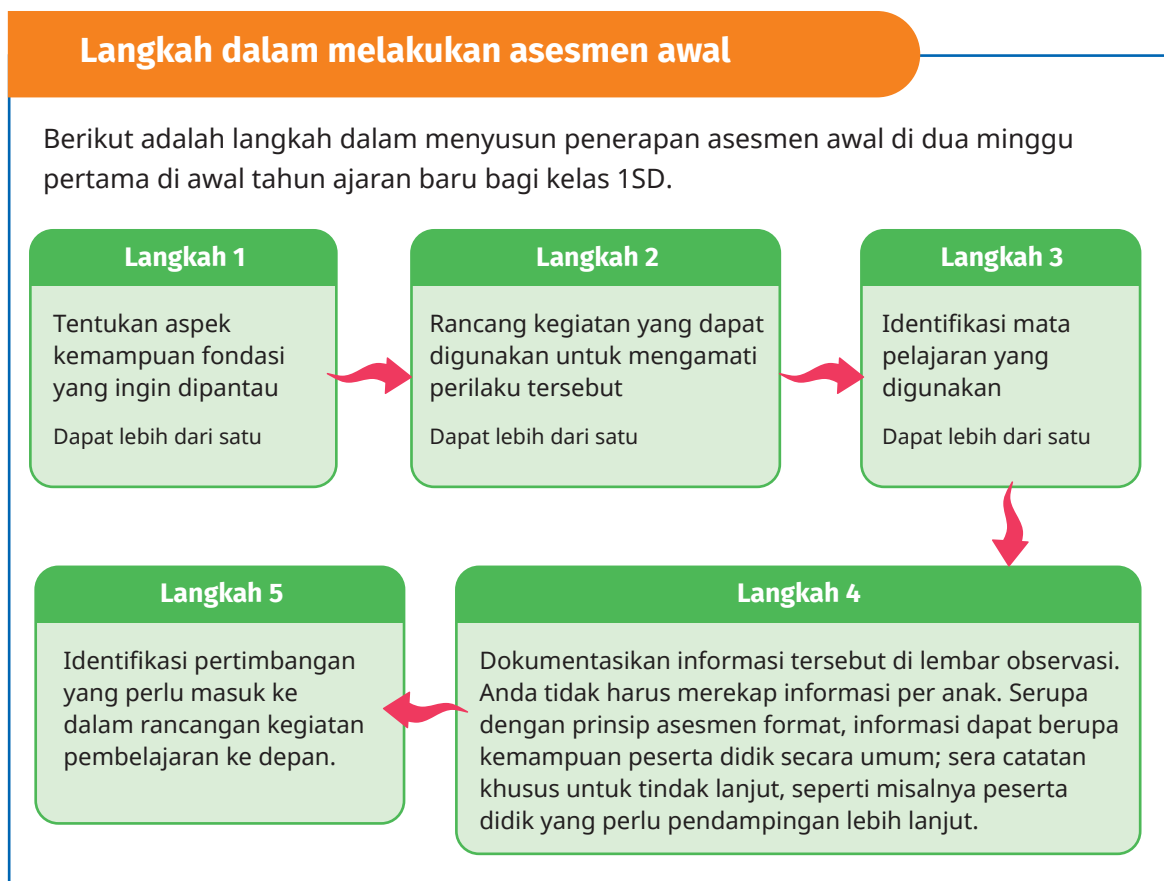 Langkah dalam melakukan asesmen awal
Berikut adalah langkah dalam menyusun penerapan asesmen awal di dua minggu
pertama di awal tahun ajaran baru bagi kelas 1SD.
Langkah 1
Tentukan aspek
kemampuan fondasi
yang ingin dipantau
Dapat lebih dari satu
Langkah 2
Rancang kegiatan yang dapat
digunakan untuk mengamati
perilaku tersebut
Dapat lebih dari satu
Langkah 3
Identifikasi mata
pelajaran yang
digunakan
Dapat lebih dari satu
Langkah 4
Dokumentasikan informasi tersebut di lembar observasi.
Anda tidak harus merekap informasi per anak. Serupa
dengan prinsip asesmen format, informasi dapat berupa
kemampuan peserta didik secara umum; sera catatan
khusus untuk tindak lanjut, seperti misalnya peserta
didik yang perlu pendampingan lebih lanjut.
Langkah 5
Identifikasi pertimbangan
yang perlu masuk ke
dalam rancangan kegiatan
pembelajaran ke depan.